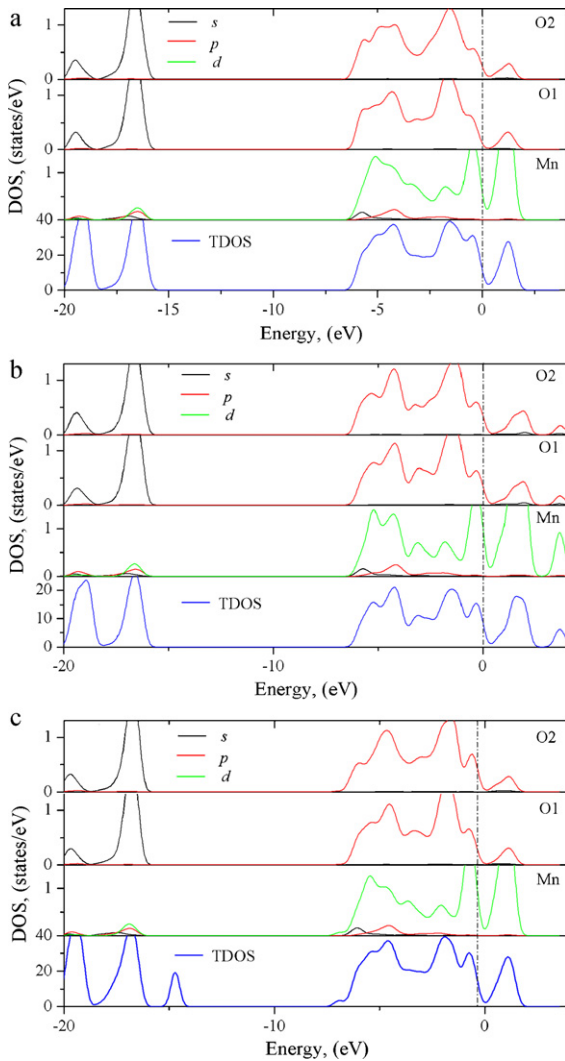 a
DOS, (states/eV)
1
s
p
d
O2
0
1
O1
0
1
Mn
40
TDOS
20
0
-20 -15 -10 -5 0
Energy, (eV)
b
DOS, (states/eV)
1
s
p
d
O2
0
1
O1
0
1
Mn
0
20
TDOS
10
0
-20 -10 0
Energy, (eV)
c
DOS, (states/eV)
1
s
p
d
O2
0
1
O1
0
1
Mn
40
TDOS
20
0
-20 -10 0
Energy, (eV)